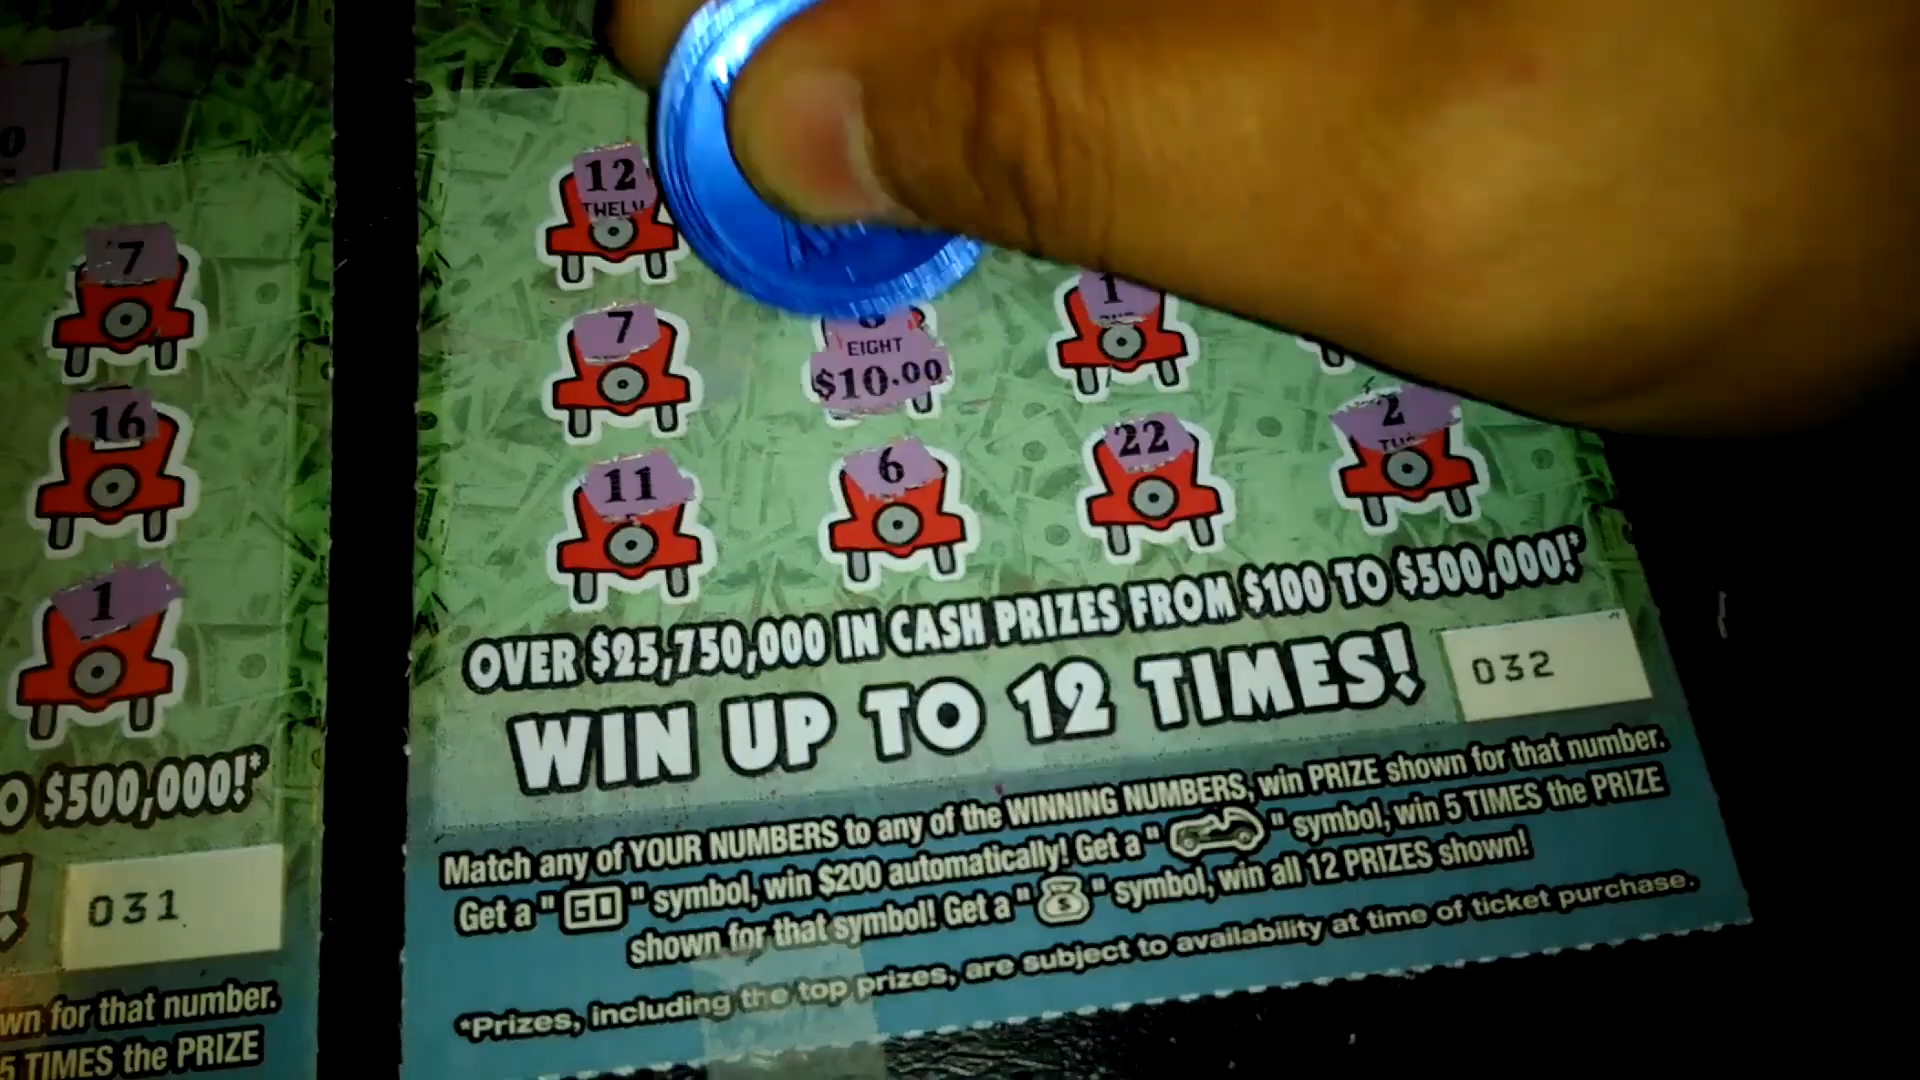 0
7
16
1
O $500,000!*
!
031
wn for that number.
5 TIMES the PRIZE
12
7
1
EIGHT
$10.00
11
6
22
2
OVER $25,750,000 IN CASH PRIZES FROM $100 TO $500,000!*
WIN UP TO 12 TIMES!
032
Match any of YOUR NUMBERS to any of the WINNING NUMBERS, win PRIZE shown for that number.
Get a "GO" symbol, win $200 automatically! Get a " " symbol, win 5 TIMES the PRIZE
shown for that symbol! Get a "$" symbol, win all 12 PRIZES shown!
*Prizes, including the top prizes, are subject to availability at time of ticket purchase.